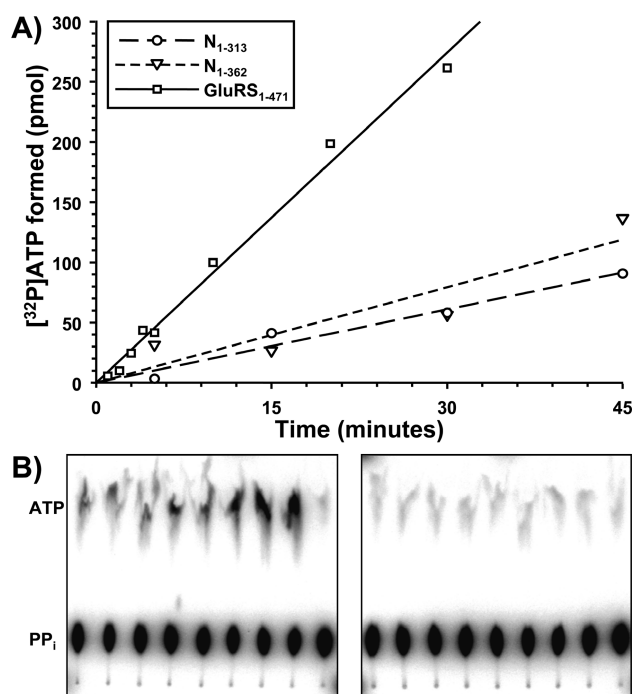 A)
[³²P]ATP formed (pmol)
300
250
200
150
100
50
0
N₁₋₃₁₃
N₁₋₃₆₂
GluRS₁₋₄₇₁
0 15 30 45
Time (minutes)
B)
ATP
PPᵢ